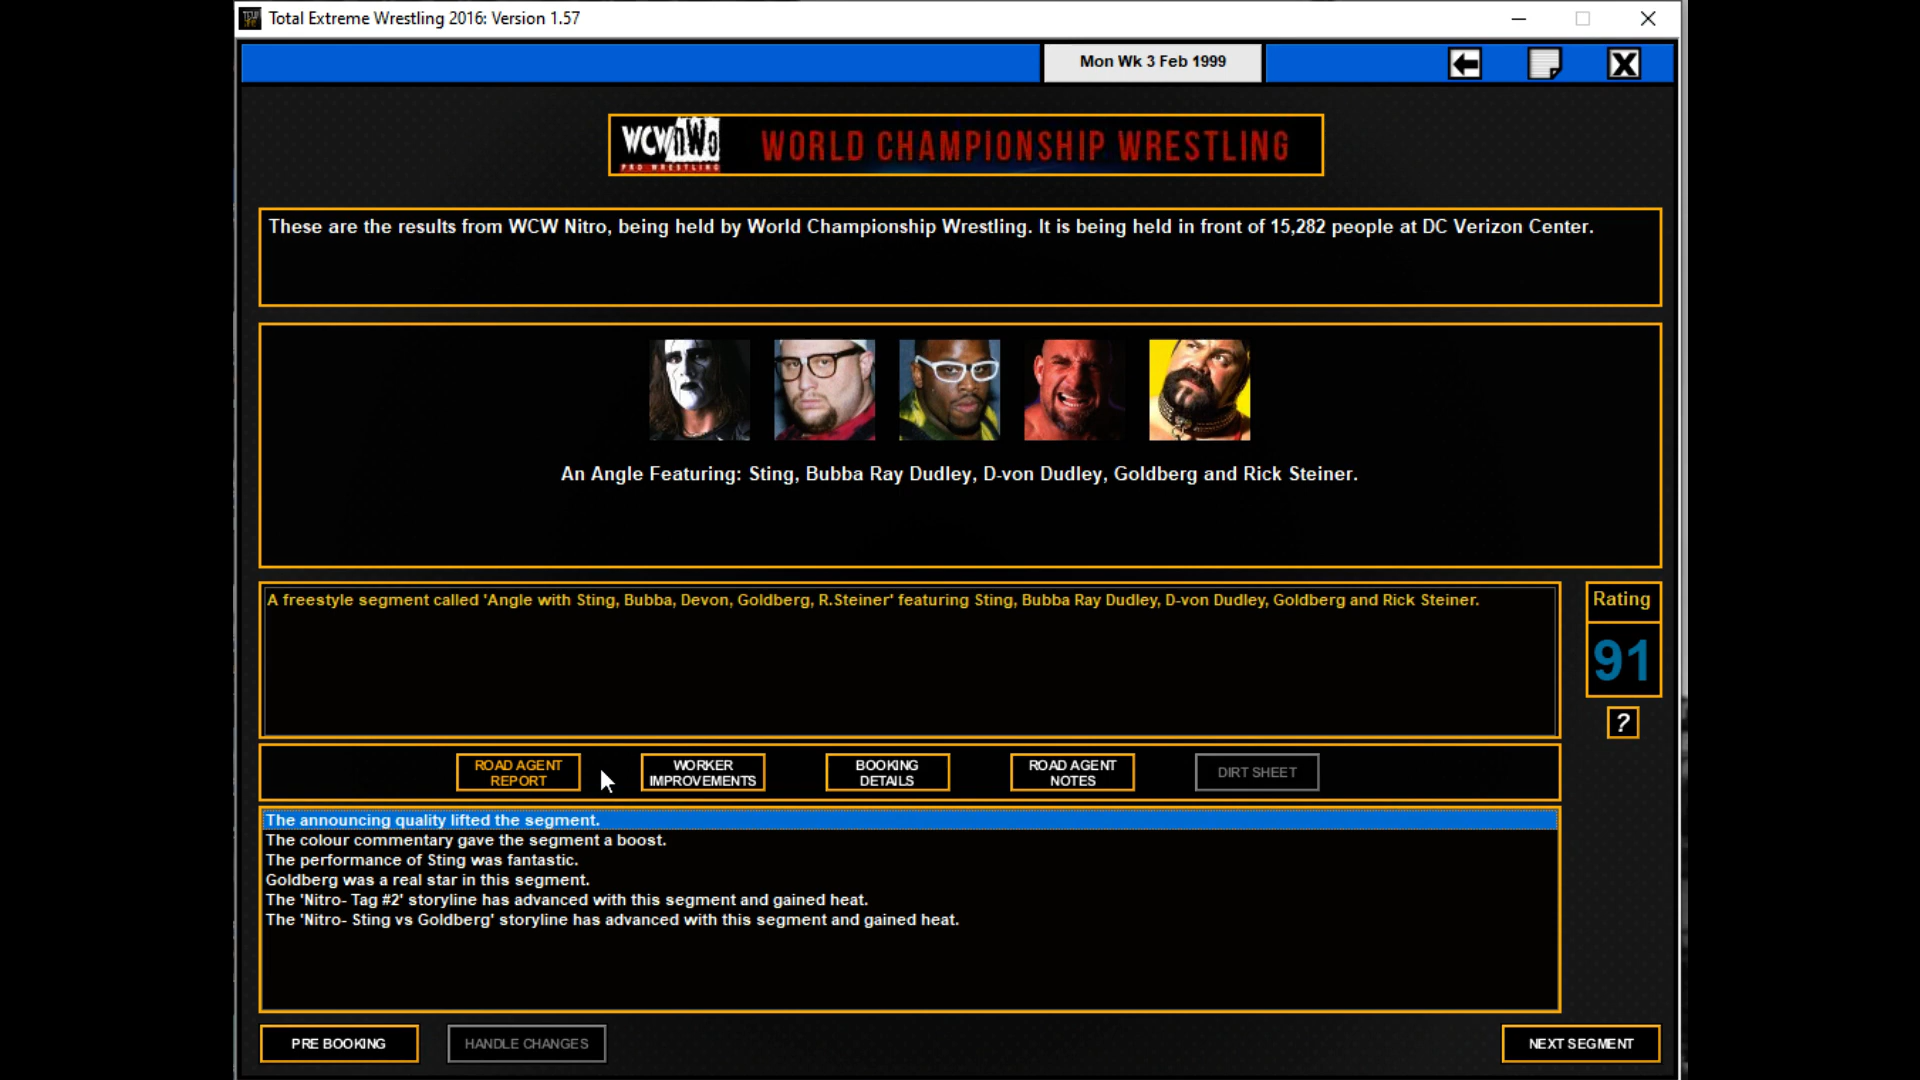 Total Extreme Wrestling 2016: Version 1.57
Mon Wk 3 Feb 1999
WCW/nWo
PRO WRESTLING
WORLD CHAMPIONSHIP WRESTLING
These are the results from WCW Nitro, being held by World Championship Wrestling. It is being held in front of 15,282 people at DC Verizon Center.
An Angle Featuring: Sting, Bubba Ray Dudley, D-von Dudley, Goldberg and Rick Steiner.
A freestyle segment called 'Angle with Sting, Bubba, Devon, Goldberg, R.Steiner' featuring Sting, Bubba Ray Dudley, D-von Dudley, Goldberg and Rick Steiner.
Rating
91
?
ROAD AGENT
REPORT
WORKER
IMPROVEMENTS
BOOKING
DETAILS
ROAD AGENT
NOTES
DIRT SHEET
The announcing quality lifted the segment.
The colour commentary gave the segment a boost.
The performance of Sting was fantastic.
Goldberg was a real star in this segment.
The 'Nitro- Tag #2' storyline has advanced with this segment and gained heat.
The 'Nitro- Sting vs Goldberg' storyline has advanced with this segment and gained heat.
PRE BOOKING
HANDLE CHANGES
NEXT SEGMENT